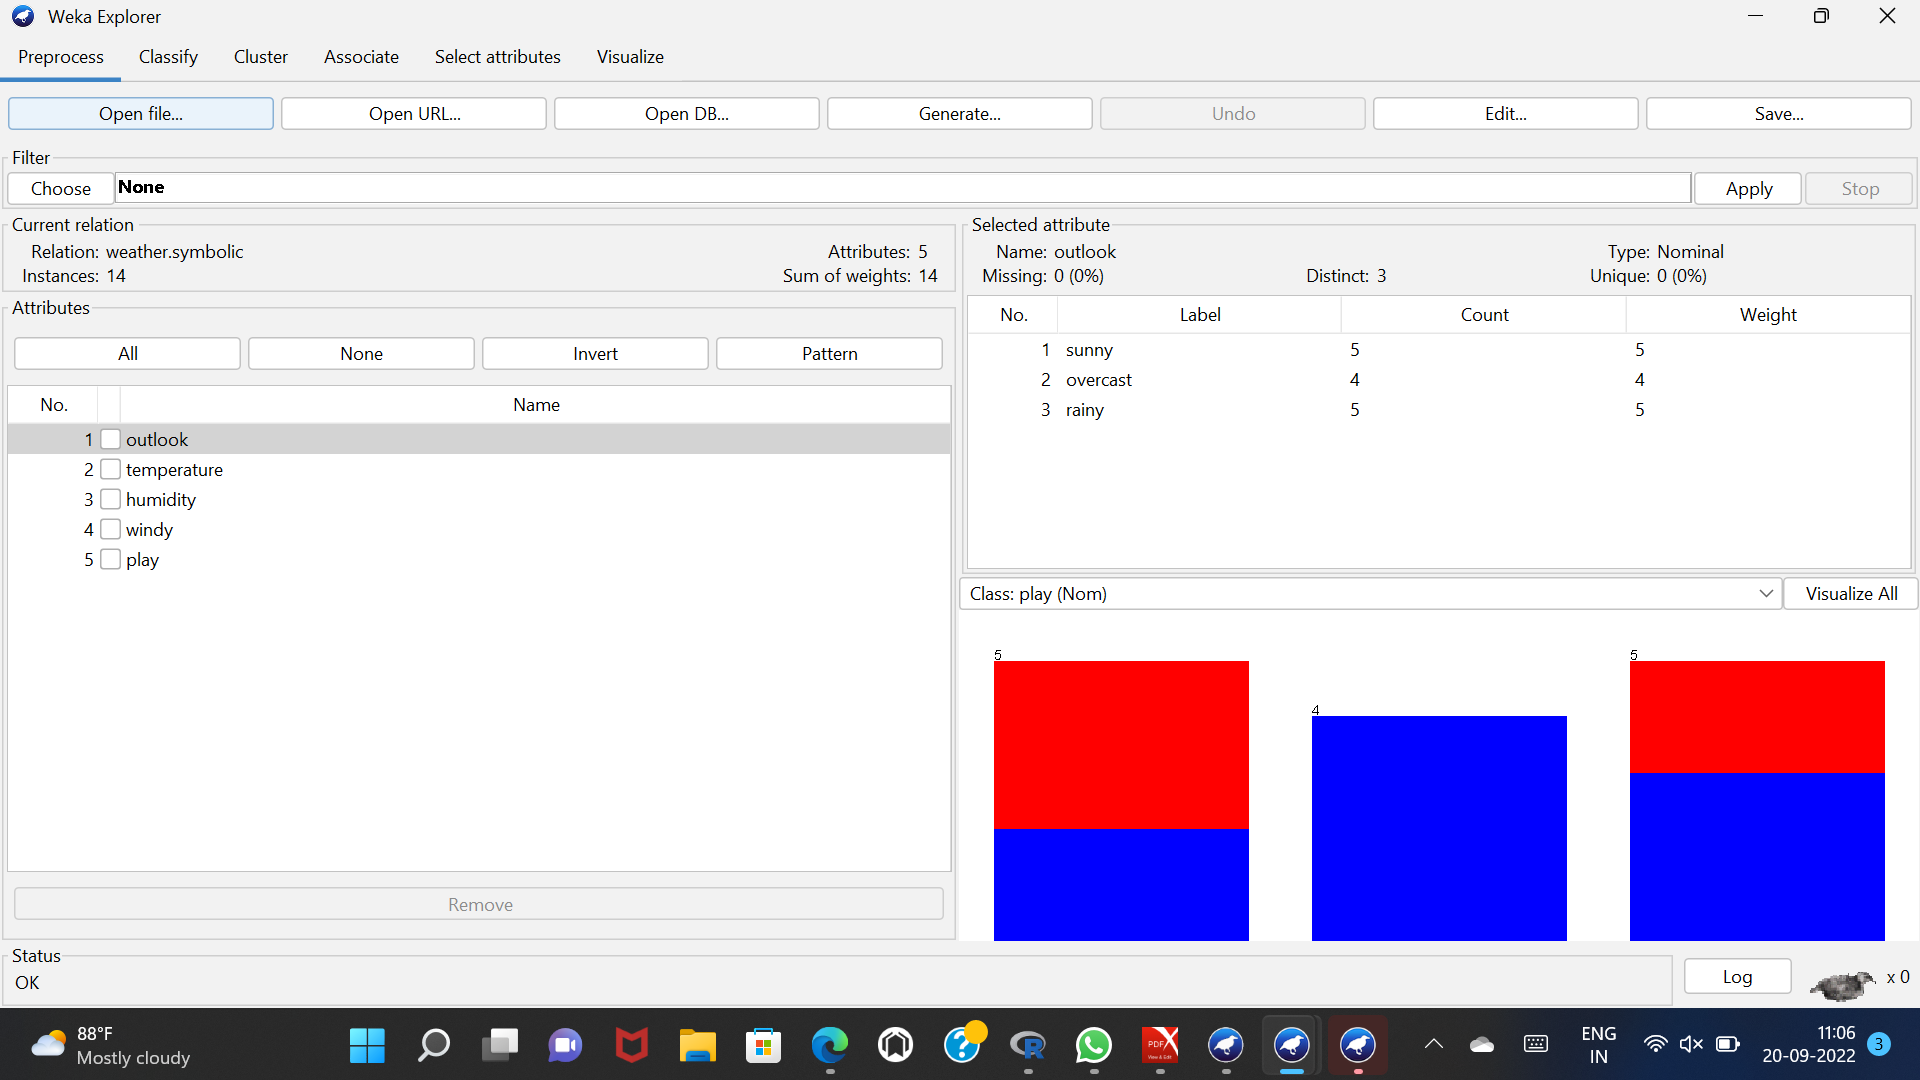 Weka Explorer
Preprocess Classify Cluster Associate Select attributes Visualize
Open file... Open URL... Open DB... Generate... Undo Edit... Save...
Filter
Choose None Apply Stop
Current relation
Relation: weather.symbolic Attributes: 5
Instances: 14 Sum of weights: 14
Attributes
All None Invert Pattern
No. Name
1 outlook
2 temperature
3 humidity
4 windy
5 play
Remove
Selected attribute
Name: outlook Type: Nominal
Missing: 0 (0%) Distinct: 3 Unique: 0 (0%)
No. Label Count Weight
1 sunny 5 5
2 overcast 4 4
3 rainy 5 5
Class: play (Nom) Visualize All
5 4 5
Status
OK
Log x 0
88°F
Mostly cloudy
PDF X
View & Edit
R
ENG
IN
11:06
20-09-2022
3